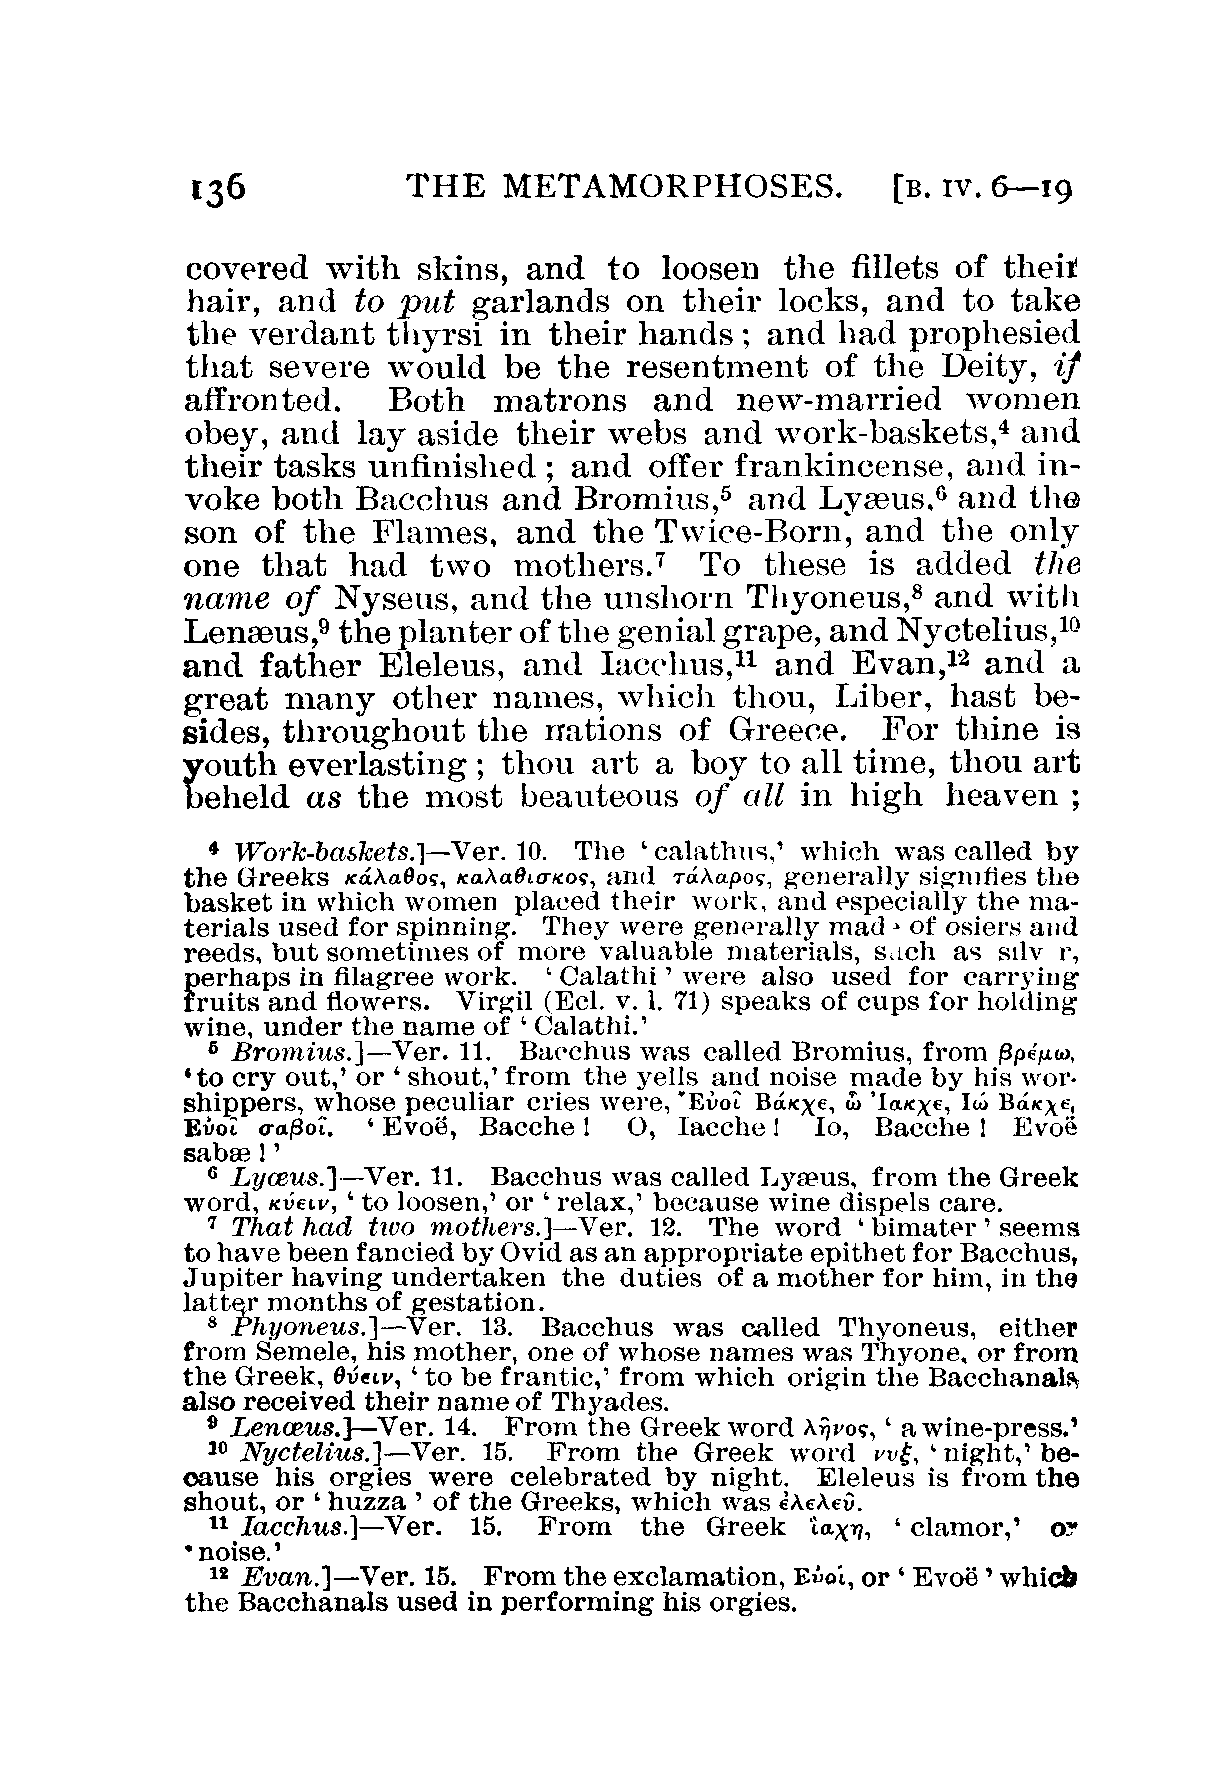 136 THE METAMORPHOSES. [B. IV. 6—19
covered with skins, and to loosen the fillets of their
hair, and to put garlands on their locks, and to take
the verdant thyrsi in their hands ; and had prophesied
that severe would be the resentment of the Deity, if
affronted. Both matrons and new-married women
obey, and lay aside their webs and work-baskets,⁴ and
their tasks unfinished ; and offer frankincense, and in-
voke both Bacchus and Bromius,⁵ and Lyæus,⁶ and the
son of the Flames, and the Twice-Born, and the only
one that had two mothers.⁷ To these is added the
name of Nyseus, and the unshorn Thyoneus,⁸ and with
Lenæus,⁹ the planter of the genial grape, and Nyctelius,¹⁰
and father Eleleus, and Iacchus,¹¹ and Evan,¹² and a
great many other names, which thou, Liber, hast be-
sides, throughout the nations of Greece. For thine is
youth everlasting ; thou art a boy to all time, thou art
beheld as the most beauteous of all in high heaven ;
⁴ Work-baskets.]—Ver. 10. The ‘calathus,’ which was called by
the Greeks κάλαθος, καλαθισκος, and τάλαρος, generally signifies the
basket in which women placed their work, and especially the ma-
terials used for spinning. They were generally made of osiers and
reeds, but sometimes of more valuable materials, such as silv r,
perhaps in filagree work. ‘Calathi’ were also used for carrying
fruits and flowers. Virgil (Ecl. v. l. 71) speaks of cups for holding
wine, under the name of ‘Calathi.’
⁵ Bromius.]—Ver. 11. Bacchus was called Bromius, from βρέμω,
‘to cry out,’ or ‘shout,’ from the yells and noise made by his wor-
shippers, whose peculiar cries were, Ἐυοῖ Βάκχε, ὦ Ἰακχε, Ιώ Βάκχε,
Εὐοῖ σαβοῖ. ‘Evoë, Bacche ! O, Iacche ! Io, Bacche ! Evoë
sabæ !’
⁶ Lyœus.]—Ver. 11. Bacchus was called Lyæus, from the Greek
word, κύειν, ‘to loosen,’ or ‘relax,’ because wine dispels care.
⁷ That had two mothers.]—Ver. 12. The word ‘bimater’ seems
to have been fancied by Ovid as an appropriate epithet for Bacchus,
Jupiter having undertaken the duties of a mother for him, in the
latter months of gestation.
⁸ Phyoneus.]—Ver. 13. Bacchus was called Thyoneus, either
from Semele, his mother, one of whose names was Thyone, or from
the Greek, θύειν, ‘to be frantic,’ from which origin the Bacchanals
also received their name of Thyades.
⁹ Lenœus.]—Ver. 14. From the Greek word λῆνος, ‘a wine-press.’
¹⁰ Nyctelius.]—Ver. 15. From the Greek word νυξ, ‘night,’ be-
cause his orgies were celebrated by night. Eleleus is from the
shout, or ‘huzza’ of the Greeks, which was ἐλελεῦ.
¹¹ Iacchus.]—Ver. 15. From the Greek ἴαχη, ‘clamor,’ or
‘noise.’
¹² Evan.]—Ver. 15. From the exclamation, Εὐοἱ, or ‘Evoë’ which
the Bacchanals used in performing his orgies.